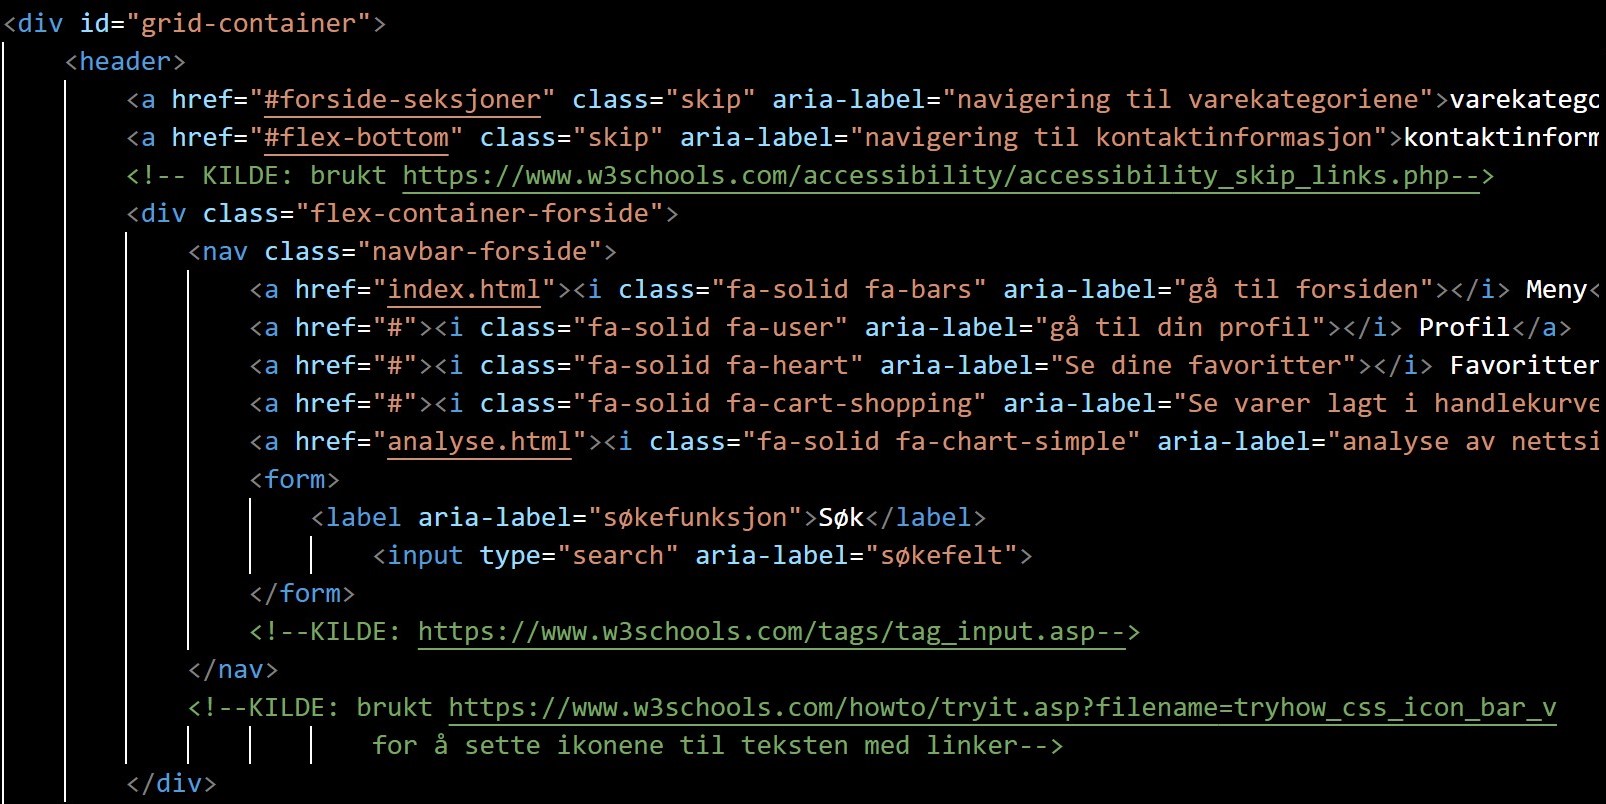 <div id="grid-container">
<header>
<a href="#forside-seksjoner" class="skip" aria-label="navigering til varekategoriene">varekatego
<a href="#flex-bottom" class="skip" aria-label="navigering til kontaktinformasjon">kontaktinform
<!-- KILDE: brukt https://www.w3schools.com/accessibility/accessibility_skip_links.php-->
<div class="flex-container-forside">
<nav class="navbar-forside">
<a href="index.html"><i class="fa-solid fa-bars" aria-label="gå til forsiden"></i> Meny<
<a href="#"><i class="fa-solid fa-user" aria-label="gå til din profil"></i> Profil</a>
<a href="#"><i class="fa-solid fa-heart" aria-label="Se dine favoritter"></i> Favoritter
<a href="#"><i class="fa-solid fa-cart-shopping" aria-label="Se varer lagt i handlekurve
<a href="analyse.html"><i class="fa-solid fa-chart-simple" aria-label="analyse av nettsi
<form>
<label aria-label="søkefunksjon">Søk</label>
<input type="search" aria-label="søkefelt">
</form>
<!--KILDE: https://www.w3schools.com/tags/tag_input.asp-->
</nav>
<!--KILDE: brukt https://www.w3schools.com/howto/tryit.asp?filename=tryhow_css_icon_bar_v
for å sette ikonene til teksten med linker-->
</div>